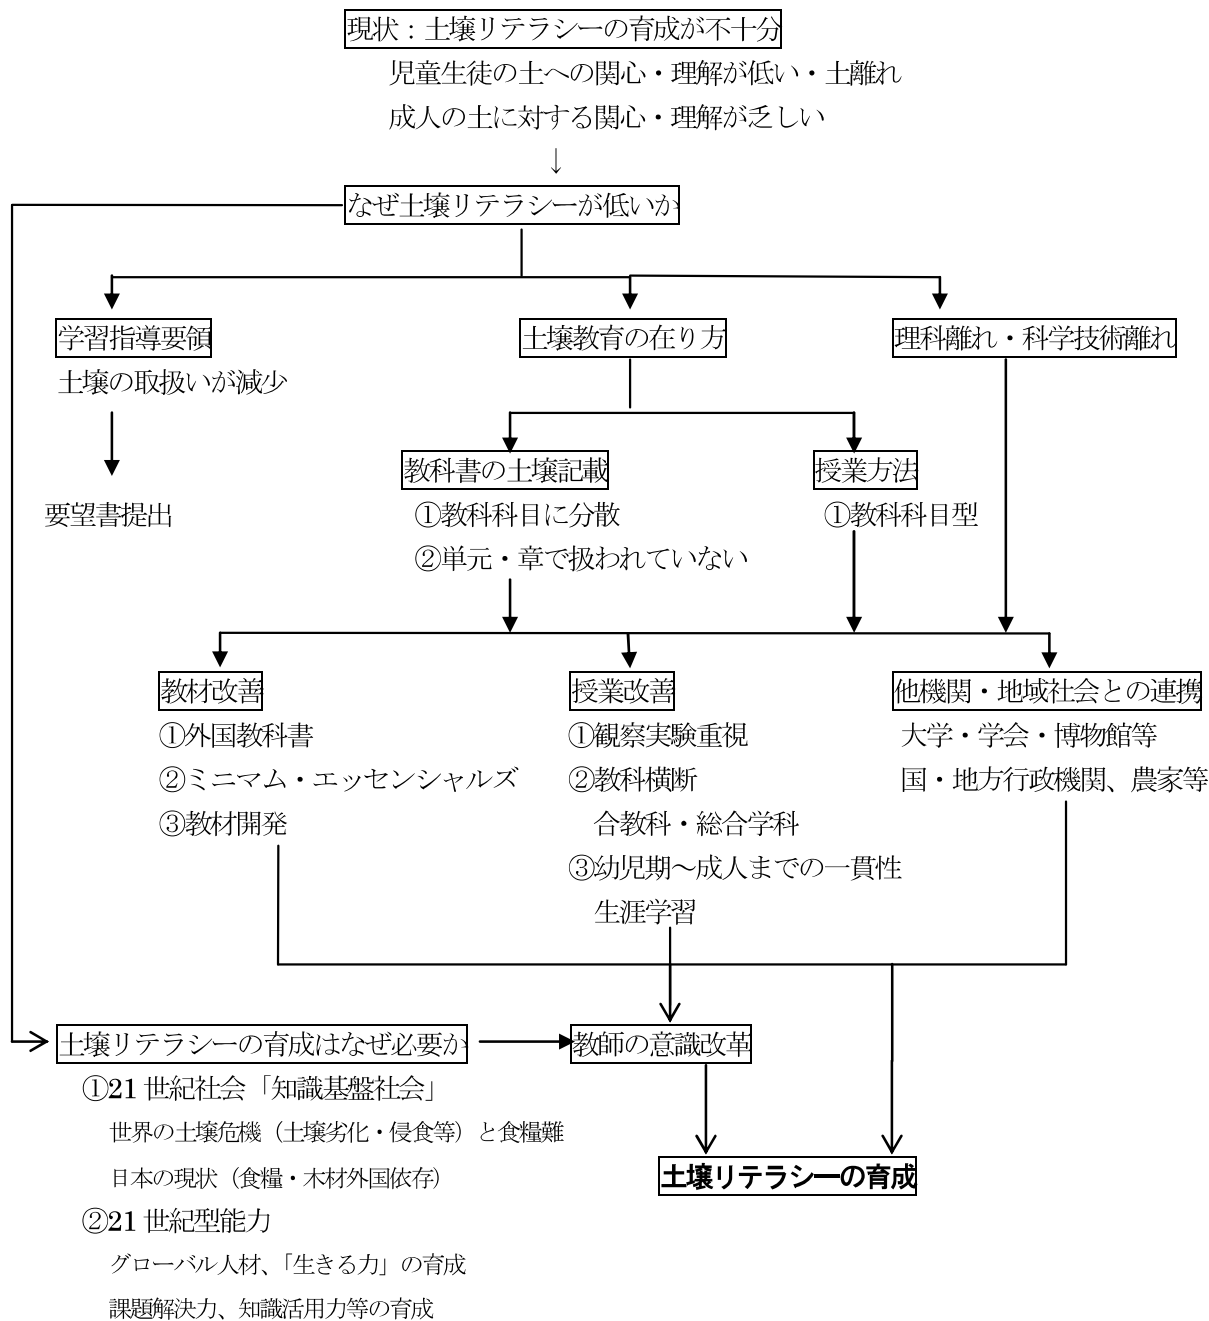 現状：土壌リテラシーの育成が不十分
児童生徒の土への関心・理解が低い・土離れ
成人の土に対する関心・理解が乏しい
↓
なぜ土壌リテラシーが低いか
学習指導要領
土壌の取扱いが減少
要望書提出
土壌教育の在り方
理科離れ・科学技術離れ
教科書の土壌記載
①教科科目に分散
②単元・章で扱われていない
授業方法
①教科科目型
教材改善
①外国教科書
②ミニマム・エッセンシャルズ
③教材開発
授業改善
①観察実験重視
②教科横断
合教科・総合学科
③幼児期～成人までの一貫性
生涯学習
他機関・地域社会との連携
大学・学会・博物館等
国・地方行政機関、農家等
土壌リテラシーの育成はなぜ必要か
①21 世紀社会「知識基盤社会」
世界の土壌危機（土壌劣化・侵食等）と食糧難
日本の現状（食糧・木材外国依存）
②21 世紀型能力
グローバル人材、「生きる力」の育成
課題解決力、知識活用力等の育成
教師の意識改革
土壌リテラシーの育成